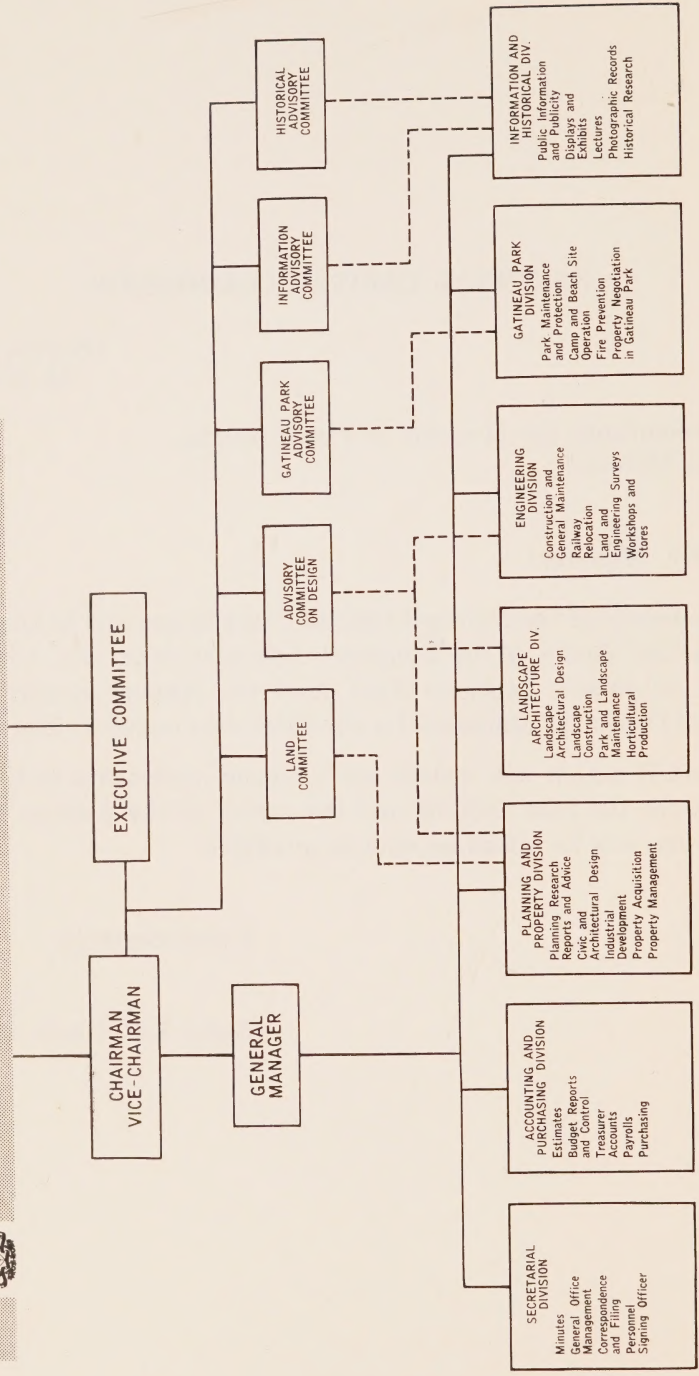 CHAIRMAN
VICE-CHAIRMAN
EXECUTIVE COMMITTEE
GENERAL
MANAGER
LAND
COMMITTEE
ADVISORY
COMMITTEE
ON DESIGN
GATINEAU PARK
ADVISORY
COMMITTEE
INFORMATION
ADVISORY
COMMITTEE
HISTORICAL
ADVISORY
COMMITTEE
SECRETARIAL
DIVISION
Minutes
General Office
Management
Correspondence
and Filing
Personnel
Signing Officer
ACCOUNTING AND
PURCHASING DIVISION
Estimates
Budget Reports
and Control
Treasurer
Accounts
Payrolls
Purchasing
PLANNING AND
PROPERTY DIVISION
Planning Research
Reports and Advice
Civic and
Architectural Design
Industrial
Development
Property Acquisition
Property Management
LANDSCAPE
ARCHITECTURE DIV.
Landscape
Architectural Design
Landscape
Construction
Park and Landscape
Maintenance
Horticultural
Production
ENGINEERING
DIVISION
Construction and
General Maintenance
Railway
Relocation
Land and
Engineering Surveys
Workshops and
Stores
GATINEAU PARK
DIVISION
Park Maintenance
and Protection
Camp and Beach Site
Operation
Fire Prevention
Property Negotiation
in Gatineau Park
INFORMATION AND
HISTORICAL DIV.
Public Information
and Publicity
Displays and
Exhibits
Lectures
Photographic Records
Historical Research